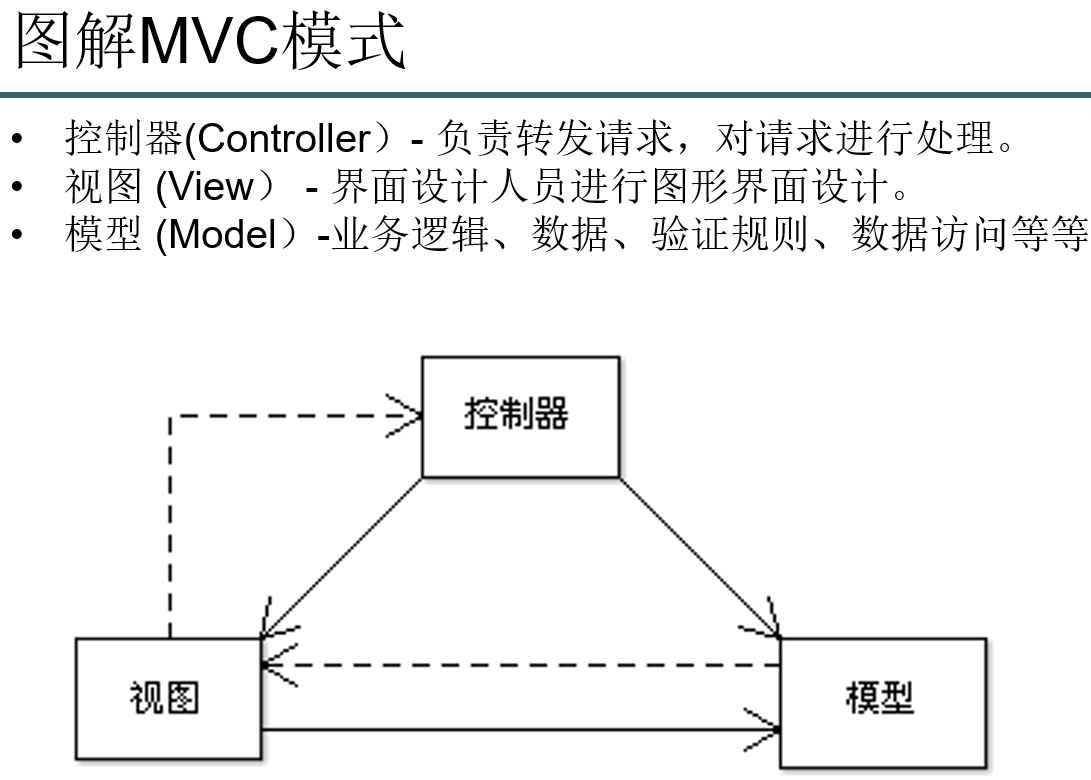 图解MVC模式
• 控制器(Controller）- 负责转发请求，对请求进行处理。
• 视图 (View） - 界面设计人员进行图形界面设计。
• 模型 (Model）-业务逻辑、数据、验证规则、数据访问等等
控制器
视图
模型